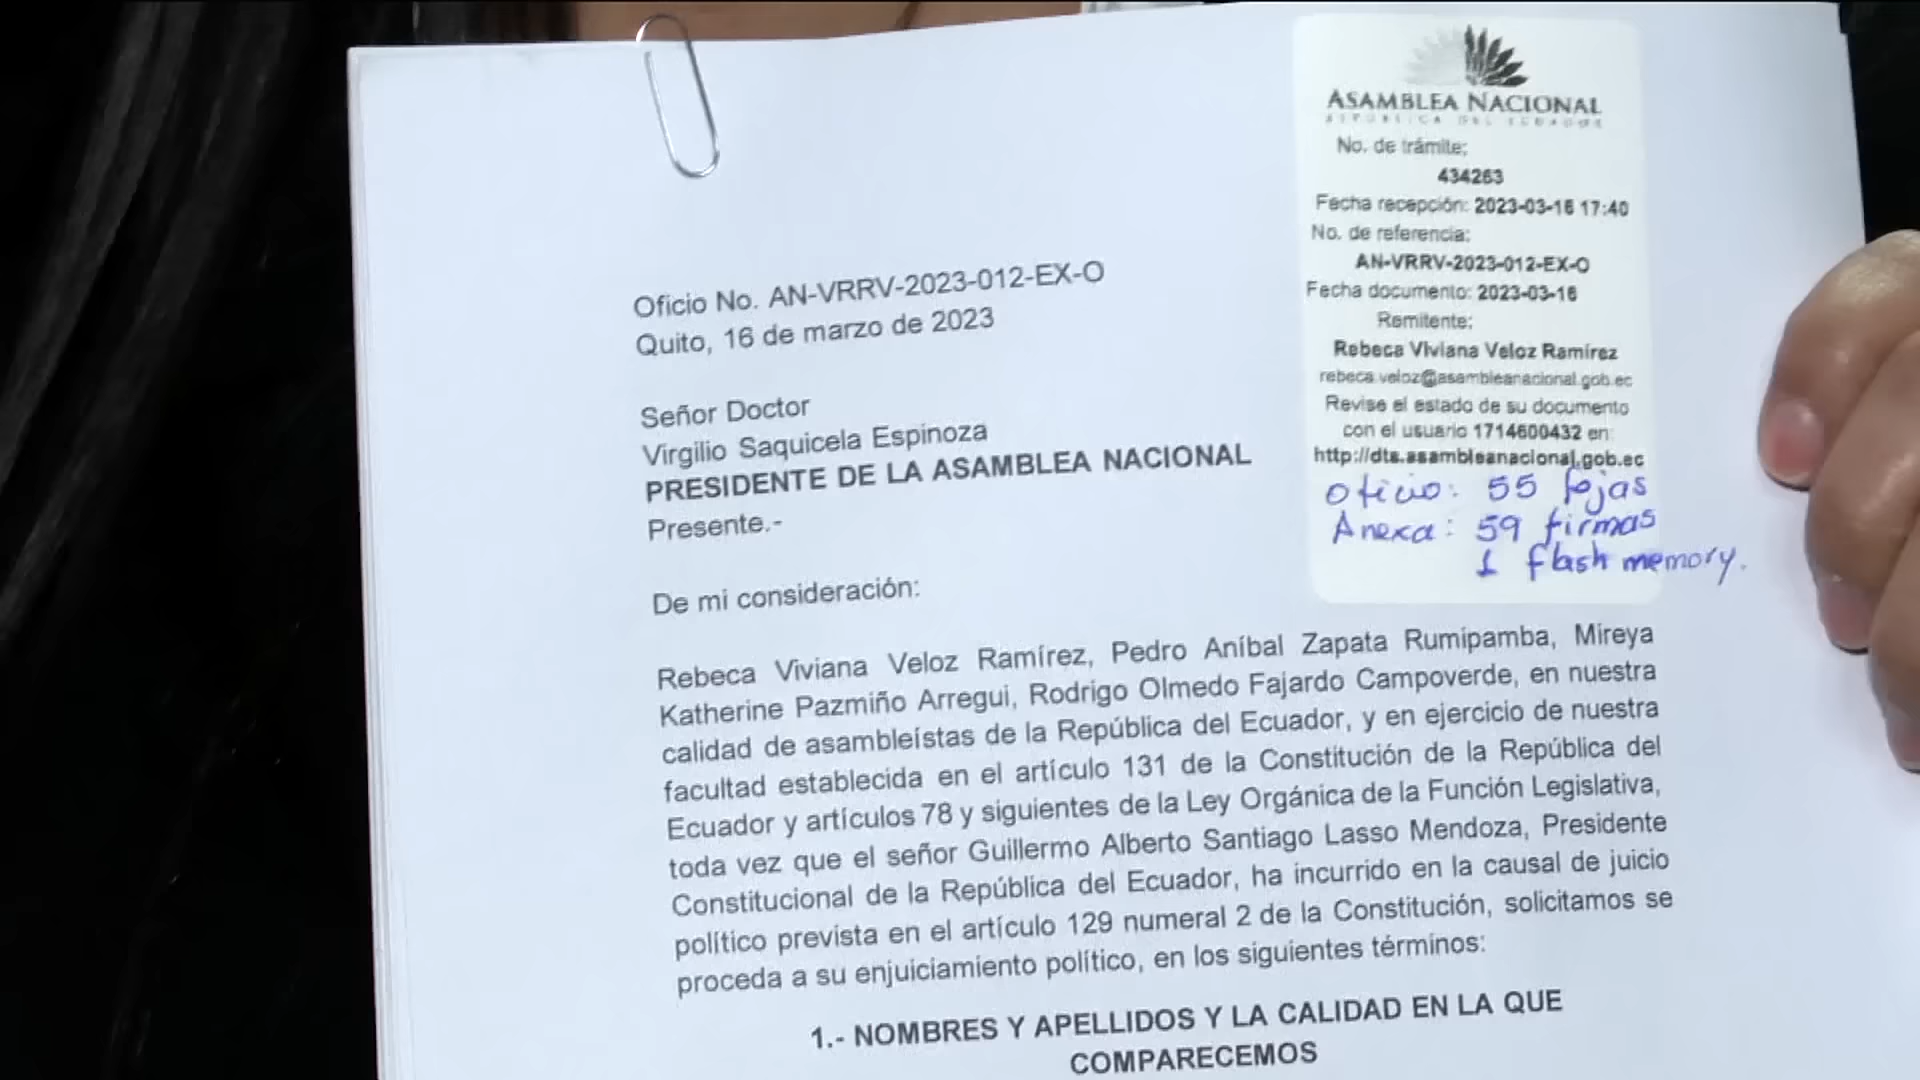 ASAMBLEA NACIONAL
REPÚBLICA DEL ECUADOR
No. de trámite:
434263
Fecha recepción: 2023-03-16 17:40
No. de referencia:
AN-VRRV-2023-012-EX-O
Fecha documento: 2023-03-16
Remitente:
Rebeca Viviana Veloz Ramírez
rebeca.veloz@asambleanacional.gob.ec
Revise el estado de su documento
con el usuario 1714600432 en:
http://dts.asambleanacional.gob.ec
Oficio: 55 fojas
Anexa: 59 firmas
1 flash memory.
Oficio No. AN-VRRV-2023-012-EX-O
Quito, 16 de marzo de 2023
Señor Doctor
Virgilio Saquicela Espinoza
PRESIDENTE DE LA ASAMBLEA NACIONAL
Presente.-
De mi consideración:
Rebeca Viviana Veloz Ramírez, Pedro Aníbal Zapata Rumipamba, Mireya
Katherine Pazmiño Arregui, Rodrigo Olmedo Fajardo Campoverde, en nuestra
calidad de asambleístas de la República del Ecuador, y en ejercicio de nuestra
facultad establecida en el artículo 131 de la Constitución de la República del
Ecuador y artículos 78 y siguientes de la Ley Orgánica de la Función Legislativa,
toda vez que el señor Guillermo Alberto Santiago Lasso Mendoza, Presidente
Constitucional de la República del Ecuador, ha incurrido en la causal de juicio
político prevista en el artículo 129 numeral 2 de la Constitución, solicitamos se
proceda a su enjuiciamiento político, en los siguientes términos:
1.- NOMBRES Y APELLIDOS Y LA CALIDAD EN LA QUE
COMPARECEMOS